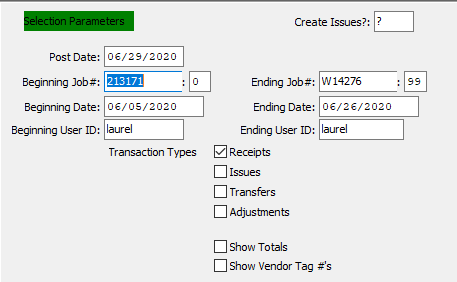 Selection Parameters Create Issues?: ?
Post Date: 06/29/2020
Beginning Job#: 213171 : 0 Ending Job#: W14276 : 99
Beginning Date: 06/05/2020 Ending Date: 06/26/2020
Beginning User ID: laurel Ending User ID: laurel
Transaction Types Receipts
Issues
Transfers
Adjustments
Show Totals
Show Vendor Tag #'s